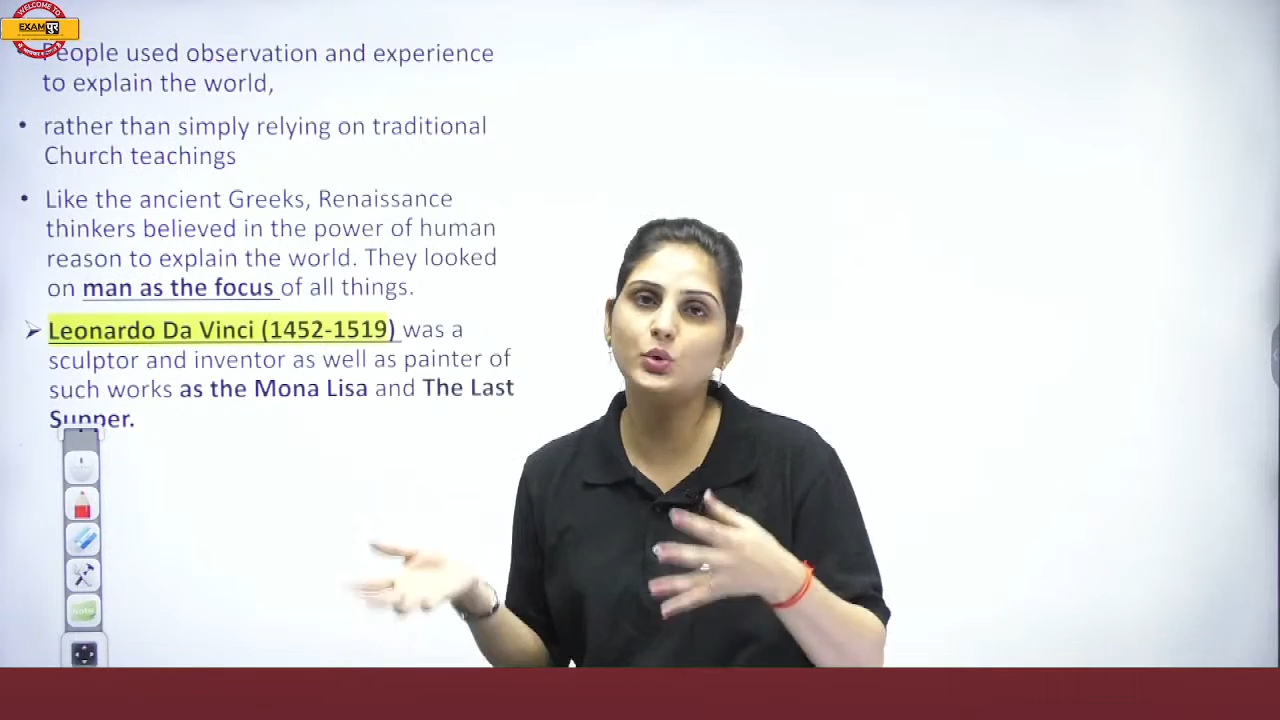 WELCOME TO
EXAMपुर
People used observation and experience
to explain the world,
• rather than simply relying on traditional
Church teachings
• Like the ancient Greeks, Renaissance
thinkers believed in the power of human
reason to explain the world. They looked
on man as the focus of all things.
➢ Leonardo Da Vinci (1452-1519) was a
sculptor and inventor as well as painter of
such works as the Mona Lisa and The Last
Supper.